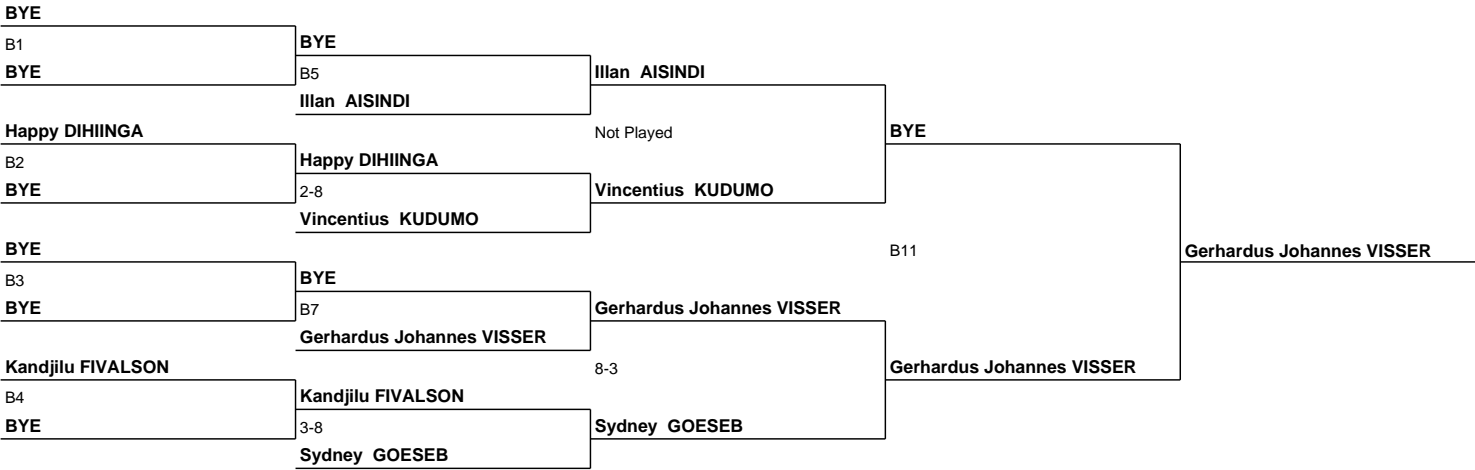 BYE
B1
BYE
BYE
B5
Illan AISINDI
Illan AISINDI
Happy DIHIINGA
Not Played
BYE
B2
Happy DIHIINGA
BYE
2-8
Vincentius KUDUMO
Vincentius KUDUMO
BYE
B11
Gerhardus Johannes VISSER
B3
BYE
BYE
B7
Gerhardus Johannes VISSER
Gerhardus Johannes VISSER
Kandjilu FIVALSON
8-3
Gerhardus Johannes VISSER
B4
Kandjilu FIVALSON
BYE
3-8
Sydney GOESEB
Sydney GOESEB